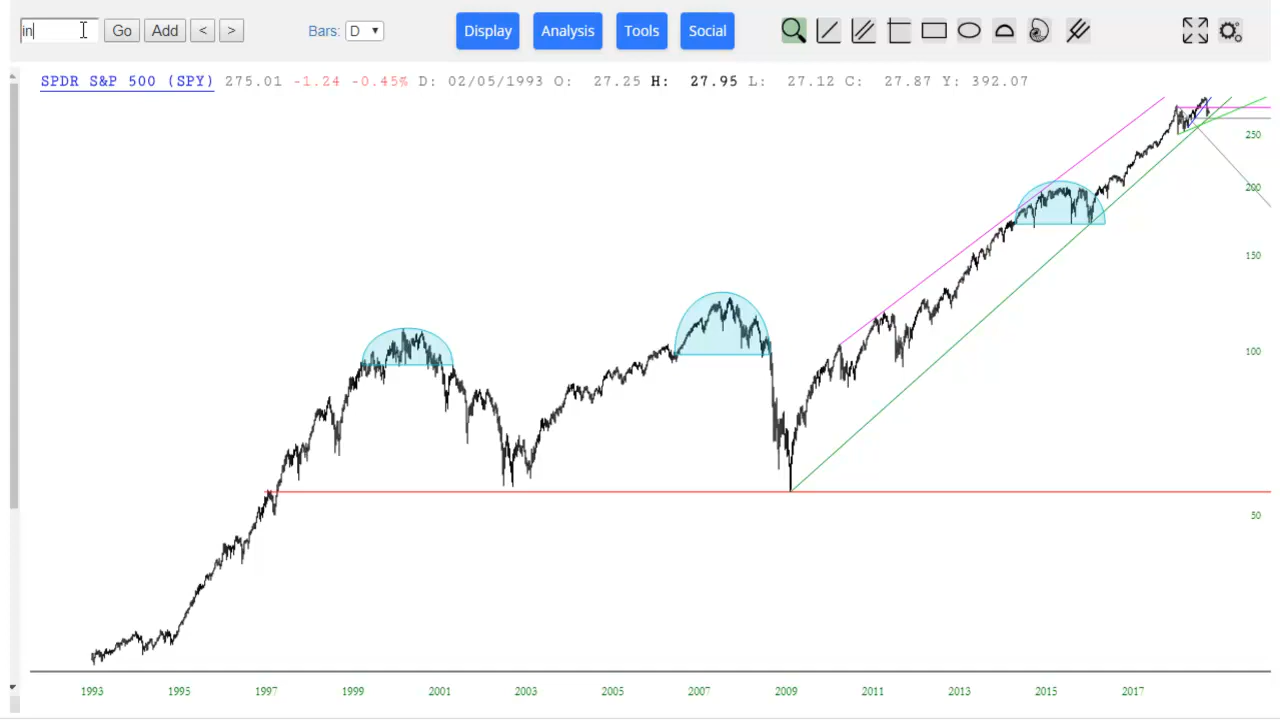 in Go Add < > Bars: D Display Analysis Tools Social
SPDR S&P 500 (SPY) 275.01 -1.24 -0.45% D: 02/05/1993 O: 27.25 H: 27.95 L: 27.12 C: 27.87 Y: 392.07
250
200
150
100
50
1993 1995 1997 1999 2001 2003 2005 2007 2009 2011 2013 2015 2017